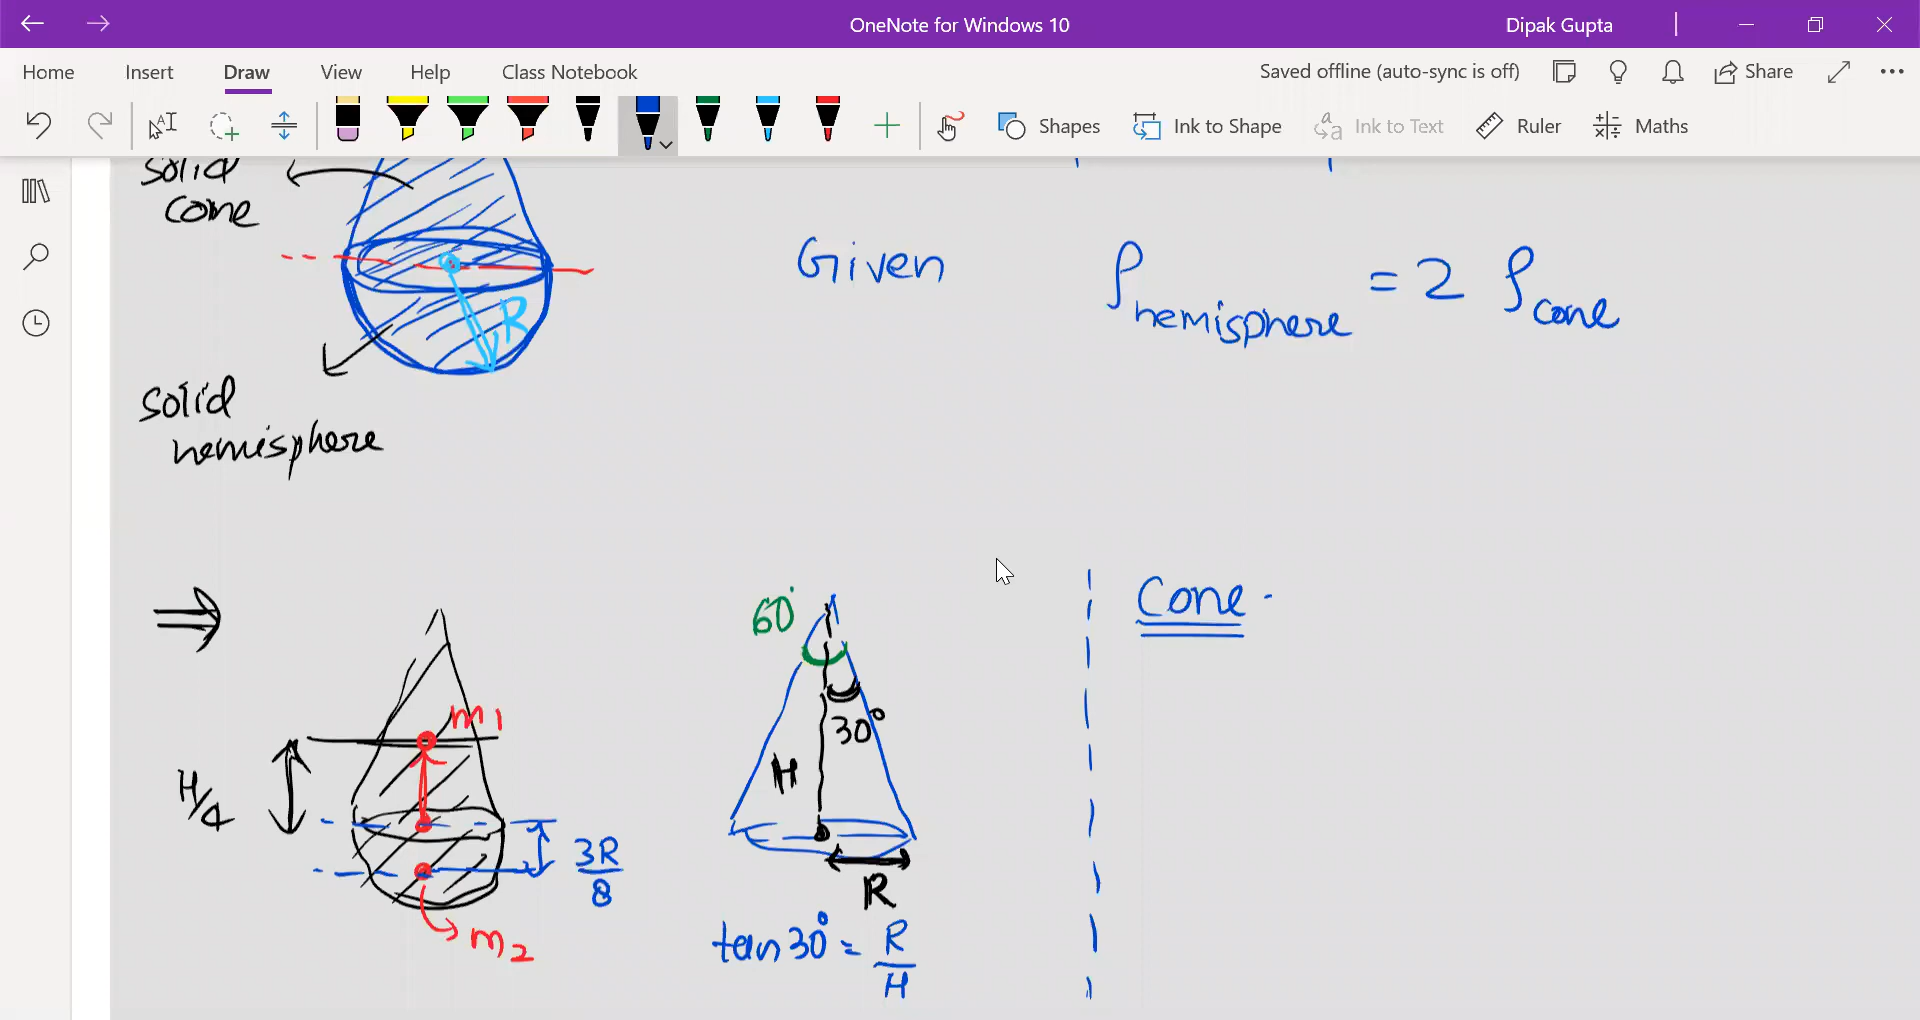 OneNote for Windows 10
Dipak Gupta
Home Insert Draw View Help Class Notebook
Saved offline (auto-sync is off) Share
Shapes Ink to Shape Ink to Text Ruler Maths
solid
cone
Given ρhemisphere = 2 ρcone
R
solid
hemisphere
⇒
60°
Cone -
m1
30°
H/4
H
3R/8
R
m2
tan 30° = R/H